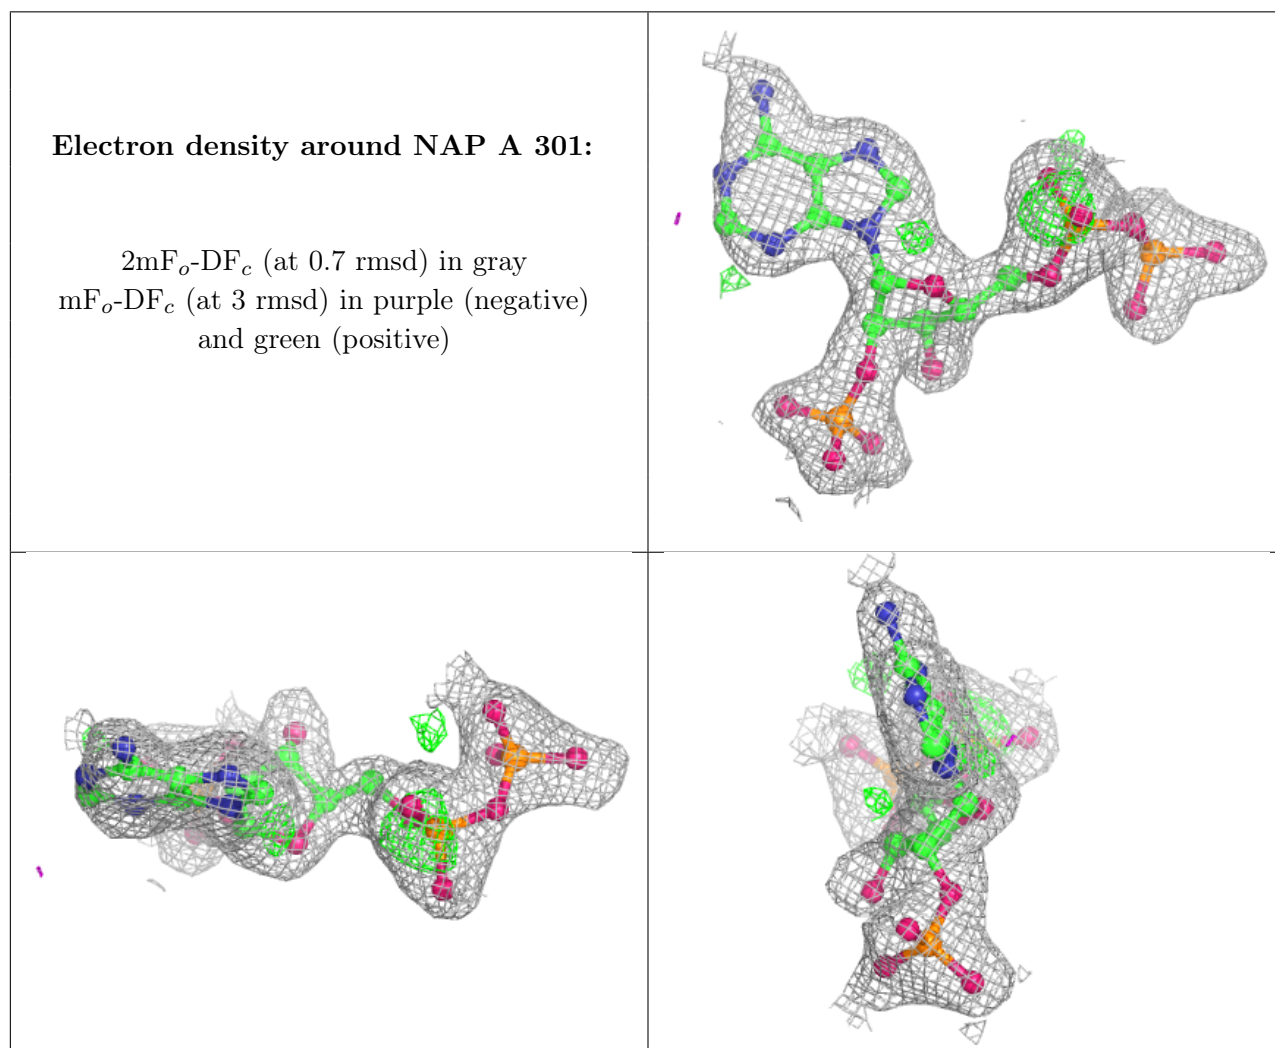 Electron density around NAP A 301:
2mFo-DFc (at 0.7 rmsd) in gray
mFo-DFc (at 3 rmsd) in purple (negative)
and green (positive)